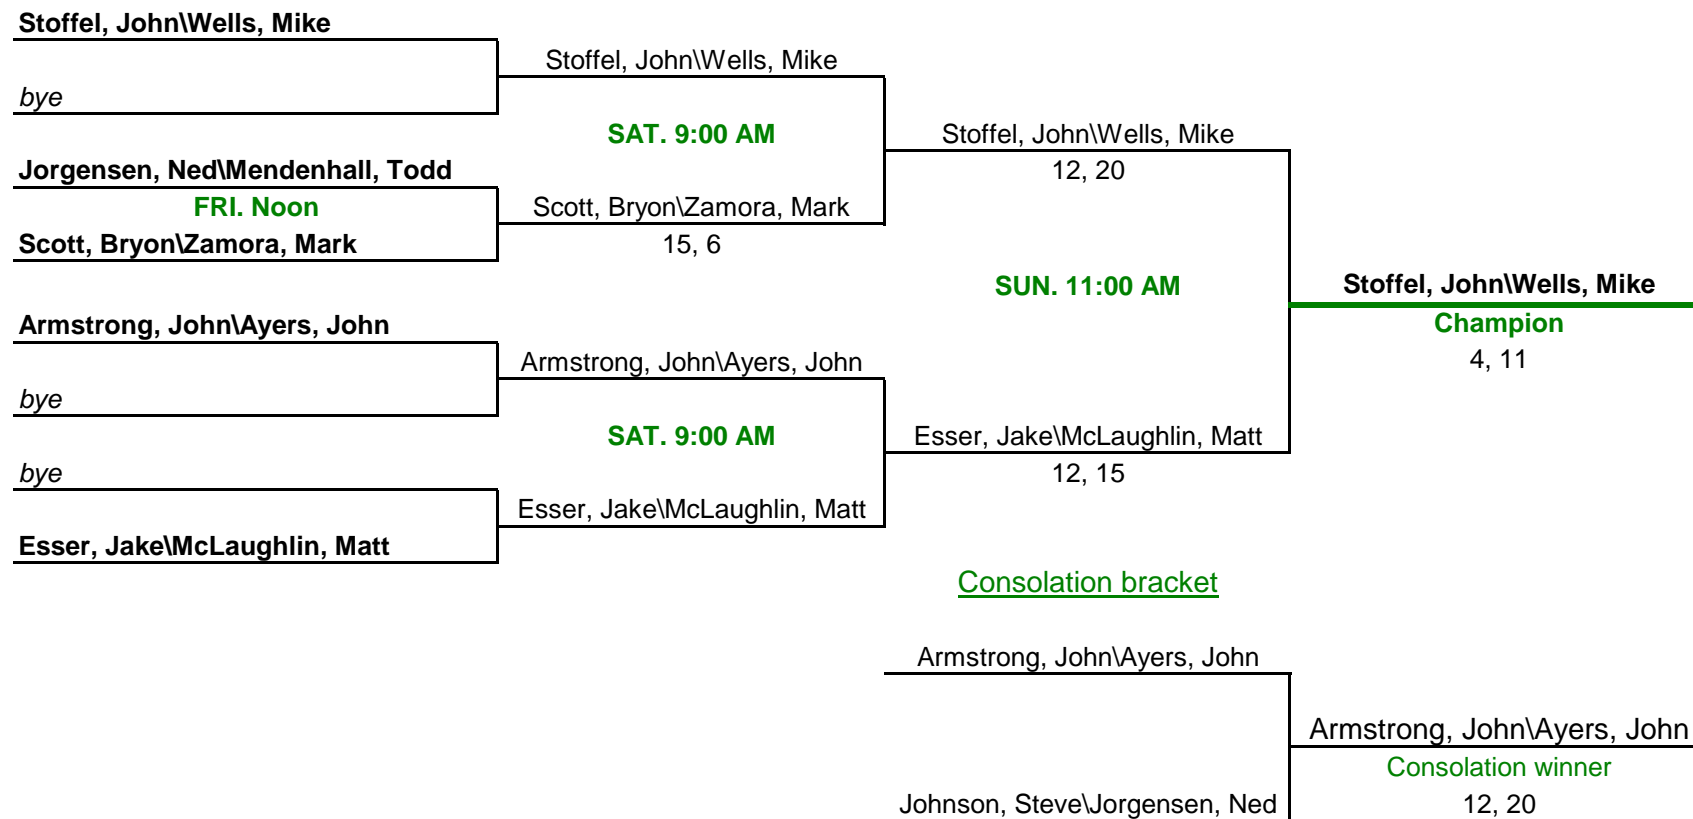 Stoffel, John\Wells, Mike
Stoffel, John\Wells, Mike
bye
SAT. 9:00 AM
Stoffel, John\Wells, Mike
Jorgensen, Ned\Mendenhall, Todd
12, 20
FRI. Noon
Scott, Bryon\Zamora, Mark
Scott, Bryon\Zamora, Mark
15, 6
SUN. 11:00 AM
Stoffel, John\Wells, Mike
Armstrong, John\Ayers, John
Champion
Armstrong, John\Ayers, John
4, 11
bye
SAT. 9:00 AM
Esser, Jake\McLaughlin, Matt
bye
12, 15
Esser, Jake\McLaughlin, Matt
Esser, Jake\McLaughlin, Matt
Consolation bracket
Armstrong, John\Ayers, John
Armstrong, John\Ayers, John
Consolation winner
Johnson, Steve\Jorgensen, Ned
12, 20